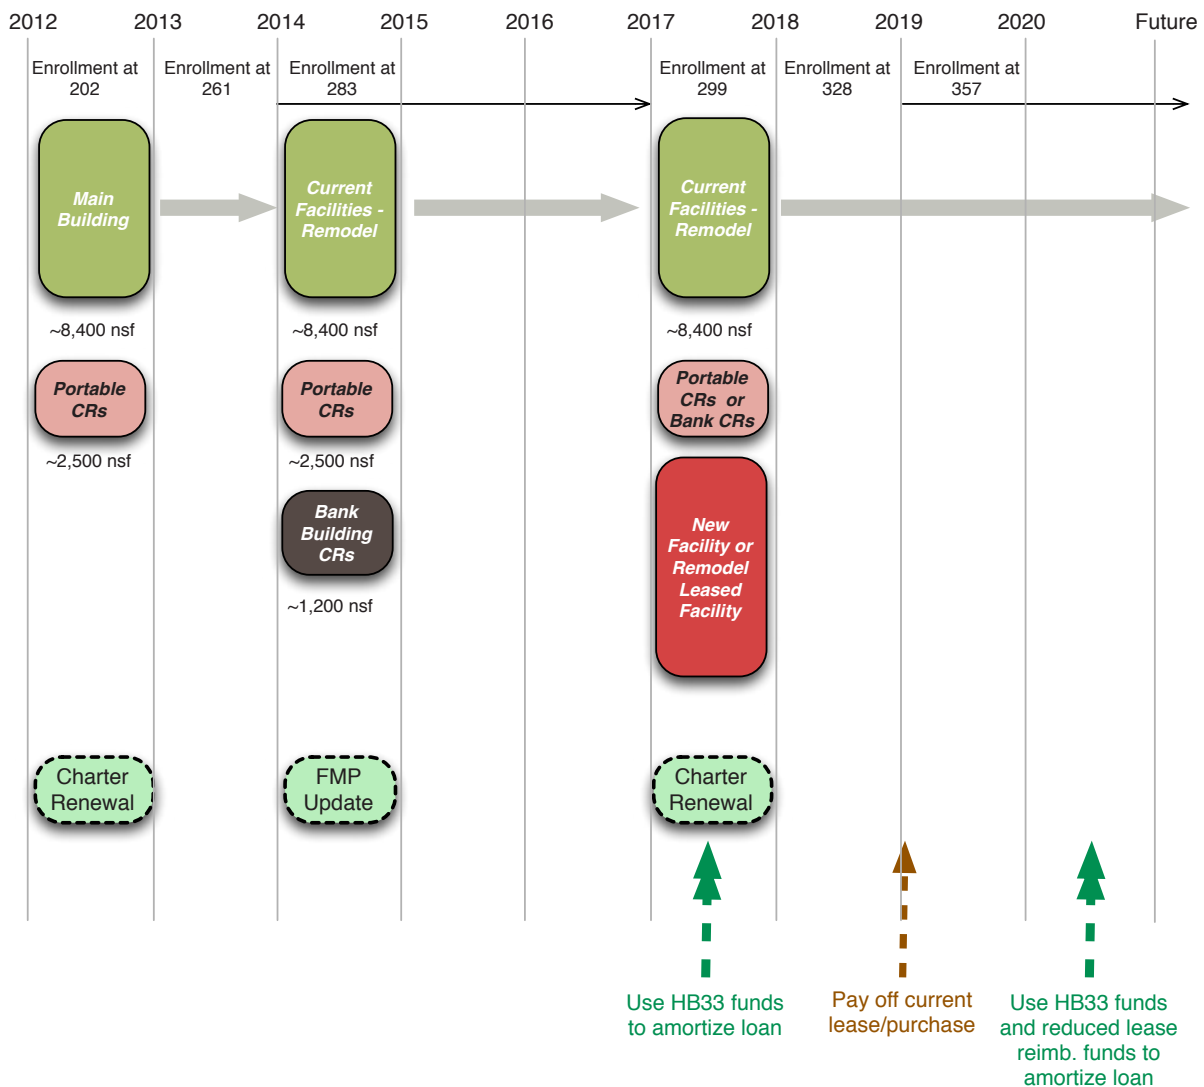 2012
2013
2014
2015
2016
2017
2018
2019
2020
Future
Enrollment at
202
Enrollment at
261
Enrollment at
283
Enrollment at
299
Enrollment at
328
Enrollment at
357
Main
Building
Current
Facilities -
Remodel
Current
Facilities -
Remodel
~8,400 nsf
~8,400 nsf
~8,400 nsf
Portable
CRs
Portable
CRs
Portable
CRs or
Bank CRs
~2,500 nsf
~2,500 nsf
Bank
Building
CRs
New
Facility or
Remodel
Leased
Facility
~1,200 nsf
Charter
Renewal
FMP
Update
Charter
Renewal
Use HB33 funds
to amortize loan
Pay off current
lease/purchase
Use HB33 funds
and reduced lease
reimb. funds to
amortize loan